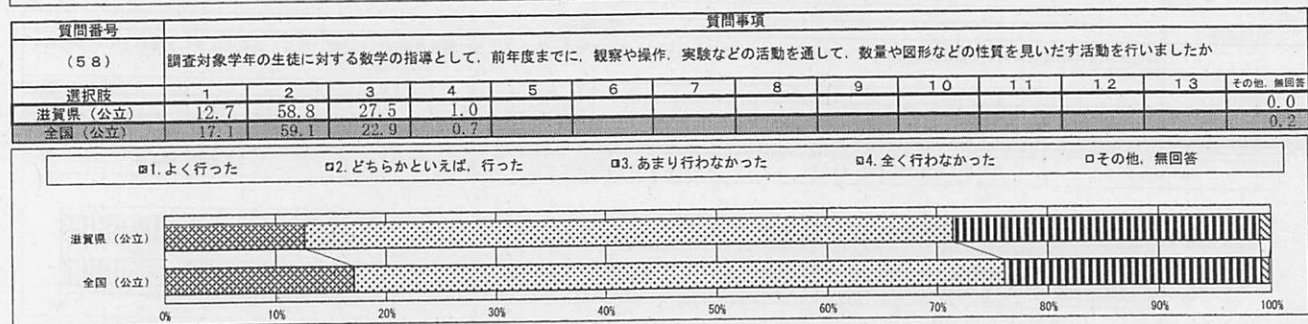 質問番号
質問事項
(58)
調査対象学年の生徒に対する数学の指導として，前年度までに，観察や操作，実験などの活動を通して，数量や図形などの性質を見いだす活動を行いましたか
選択肢 1 2 3 4 5 6 7 8 9 10 11 12 13 その他，無回答
滋賀県（公立） 12.7 58.8 27.5 1.0 0.0
全国（公立） 17.1 59.1 22.9 0.7 0.2
1.よく行った 2.どちらかといえば，行った 3.あまり行わなかった 4.全く行わなかった その他，無回答
滋賀県（公立）
全国（公立）
0% 10% 20% 30% 40% 50% 60% 70% 80% 90% 100%